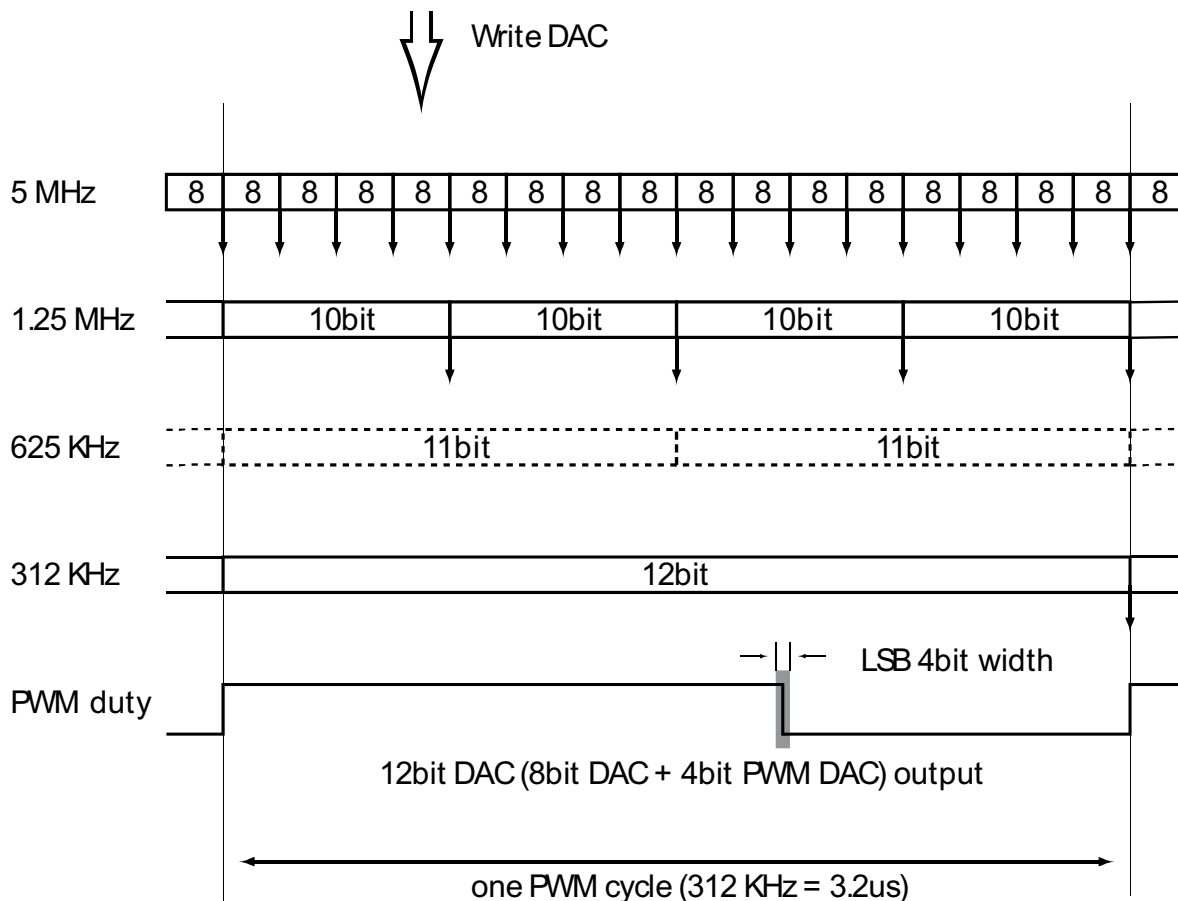 Write DAC
5 MHz 8 8 8 8 8 8 8 8 8 8 8 8 8 8 8 8 8 8
1.25 MHz 10bit 10bit 10bit 10bit
625 KHz 11bit 11bit
312 KHz 12bit
LSB 4bit width
PWM duty
12bit DAC (8bit DAC + 4bit PWM DAC) output
one PWM cycle (312 KHz = 3.2us)